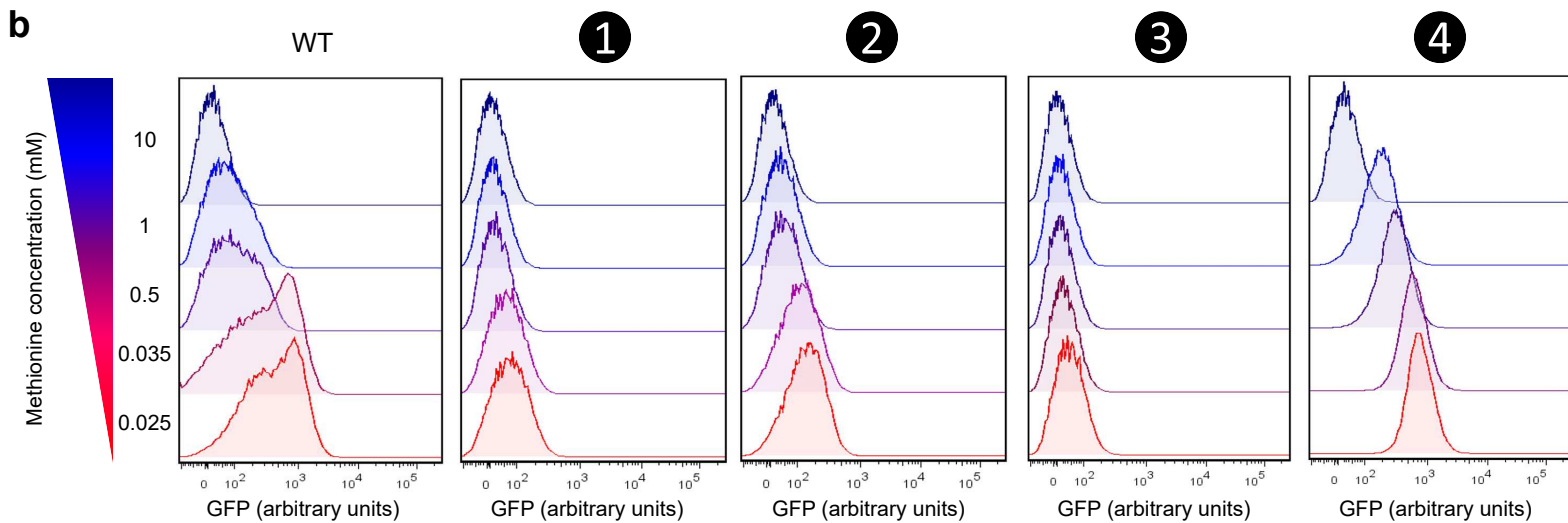 b
WT
1
2
3
4
Methionine concentration (mM)
10
1
0.5
0.035
0.025
0 10² 10³ 10⁴ 10⁵
0 10² 10³ 10⁴ 10⁵
0 10² 10³ 10⁴ 10⁵
0 10² 10³ 10⁴ 10⁵
0 10² 10³ 10⁴ 10⁵
GFP (arbitrary units)
GFP (arbitrary units)
GFP (arbitrary units)
GFP (arbitrary units)
GFP (arbitrary units)